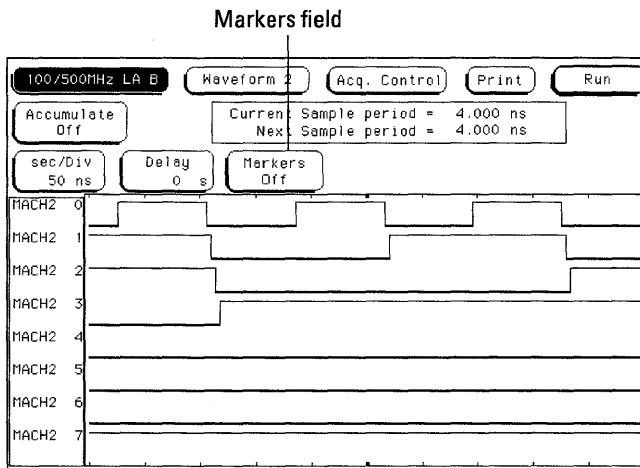 Markers field
100/500MHz LA B Waveform 2 Acq. Control Print Run
Accumulate
Off
Current Sample period = 4.000 ns
Next Sample period = 4.000 ns
sec/Div
50 ns
Delay
0 s
Markers
Off
MACH2 0
MACH2 1
MACH2 2
MACH2 3
MACH2 4
MACH2 5
MACH2 6
MACH2 7